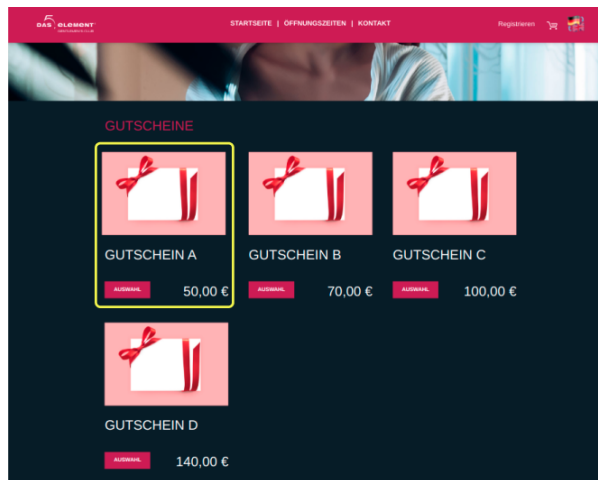 DAS element
STARTSEITE | ÖFFNUNGSZEITEN | KONTAKT
Registrieren
GUTSCHEINE
GUTSCHEIN A
GUTSCHEIN B
GUTSCHEIN C
AUSWAHL 50,00 €
AUSWAHL 70,00 €
AUSWAHL 100,00 €
GUTSCHEIN D
AUSWAHL 140,00 €